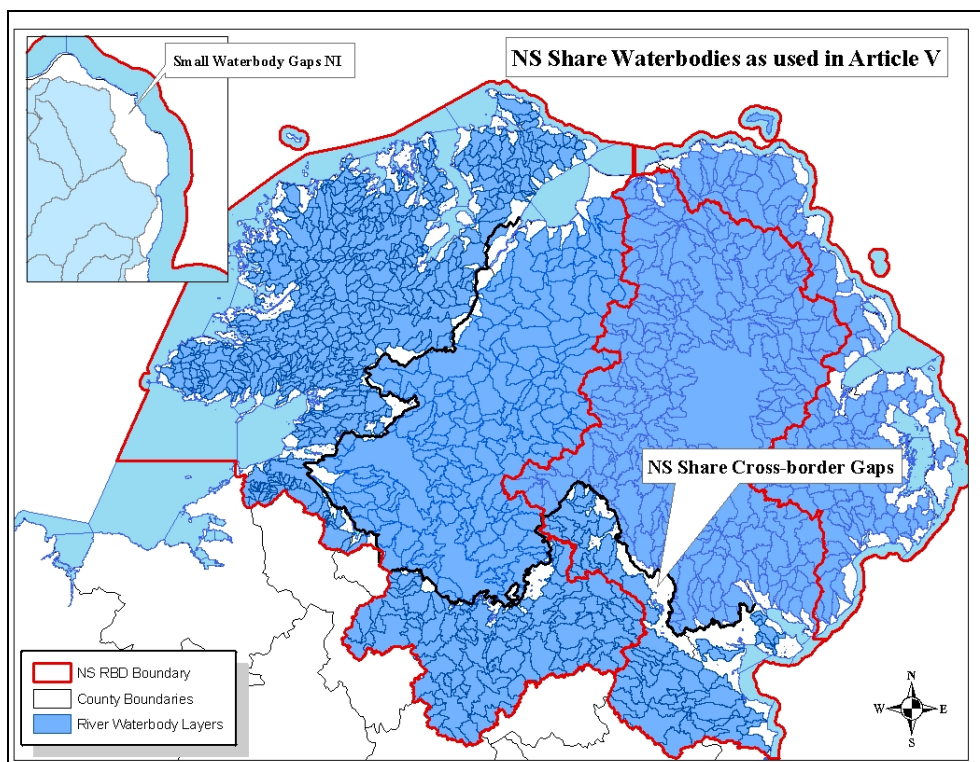 Small Waterbody Gaps NI
NS Share Waterbodies as used in Article V
NS Share Cross-border Gaps
NS RBD Boundary
County Boundaries
River Waterbody Layers
N
W E
S